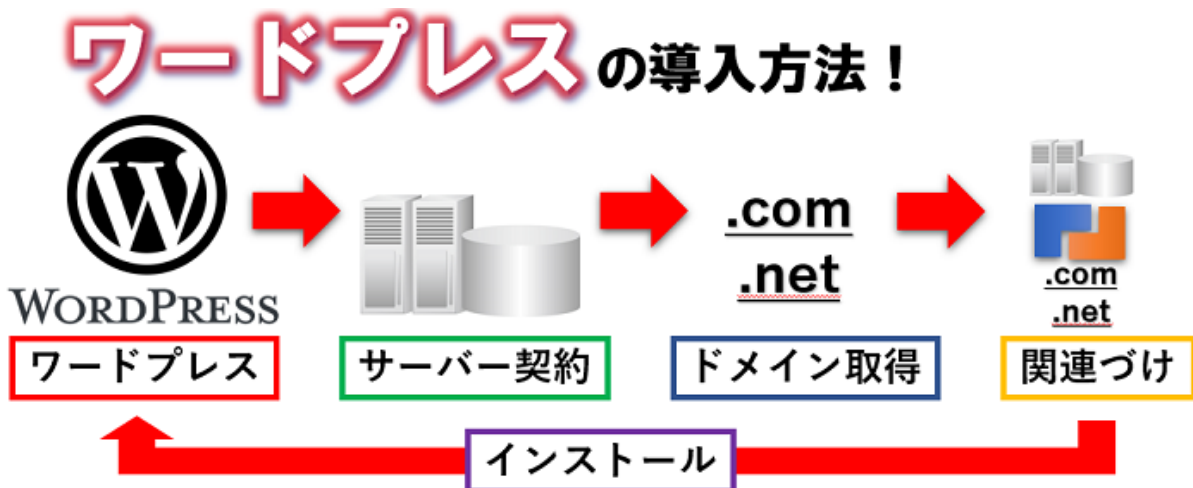 ワードプレスの導入方法！
WORDPRESS
.com
.net
.com
.net
ワードプレス
サーバー契約
ドメイン取得
関連づけ
インストール